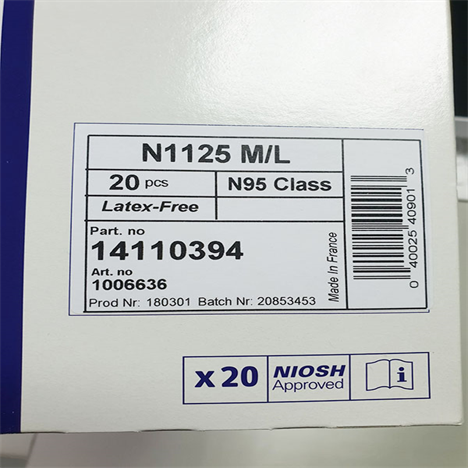 N1125 M/L
20 pcs N95 Class
Latex-Free
Part. no
14110394
Art. no
1006636
Prod Nr: 180301 Batch Nr: 20853453
Made In France
0 40025 40901 3
x 20 NIOSH Approved i